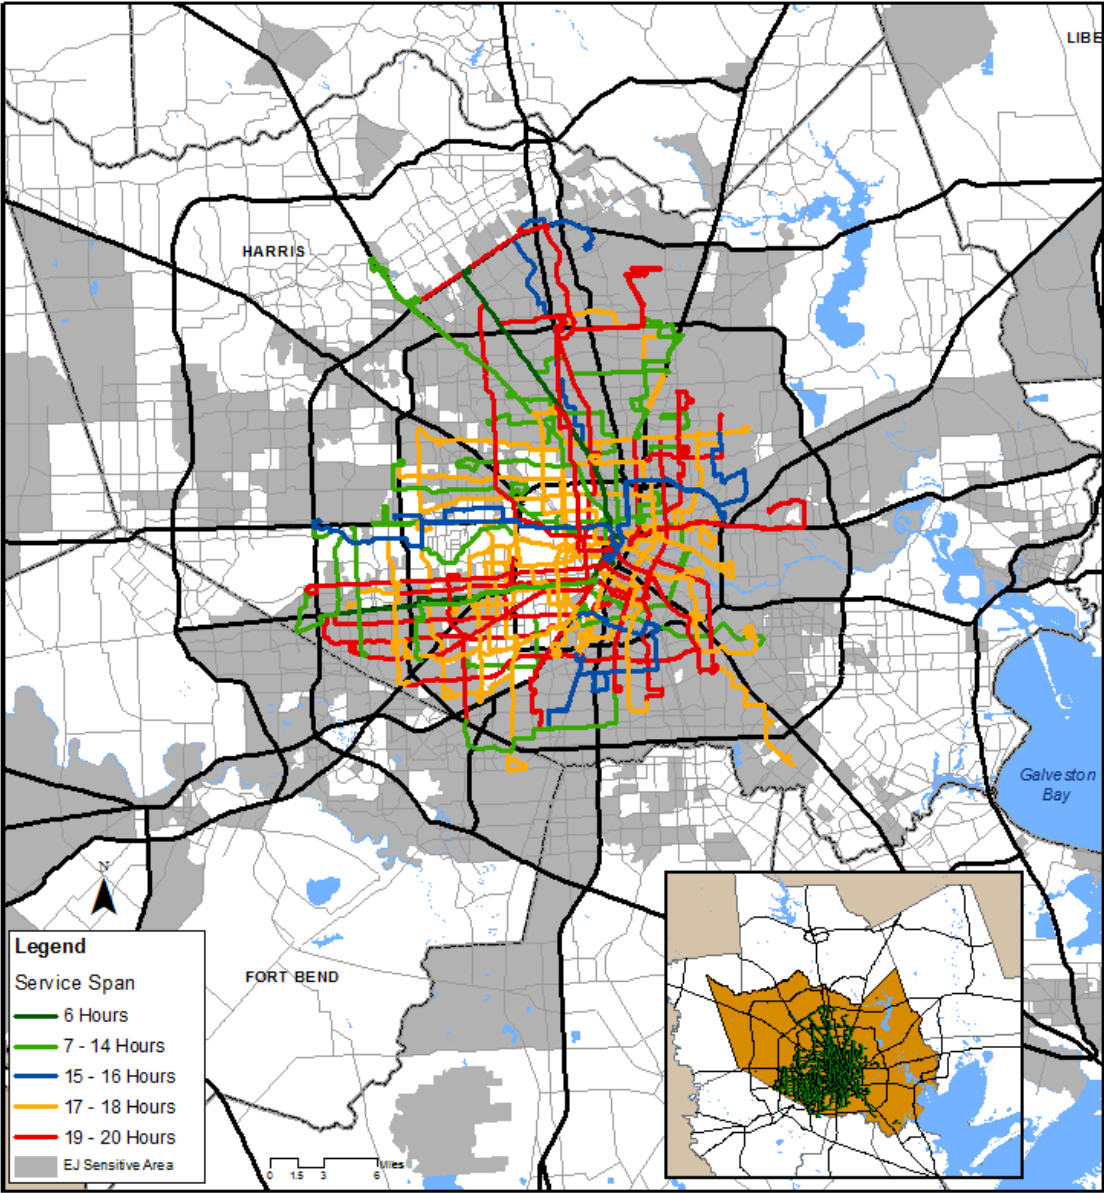 LIBE
HARRIS
Galveston
Bay
N
FORT BEND
Legend
Service Span
6 Hours
7 - 14 Hours
15 - 16 Hours
17 - 18 Hours
19 - 20 Hours
EJ Sensitive Area
Miles
0 1.5 3 6